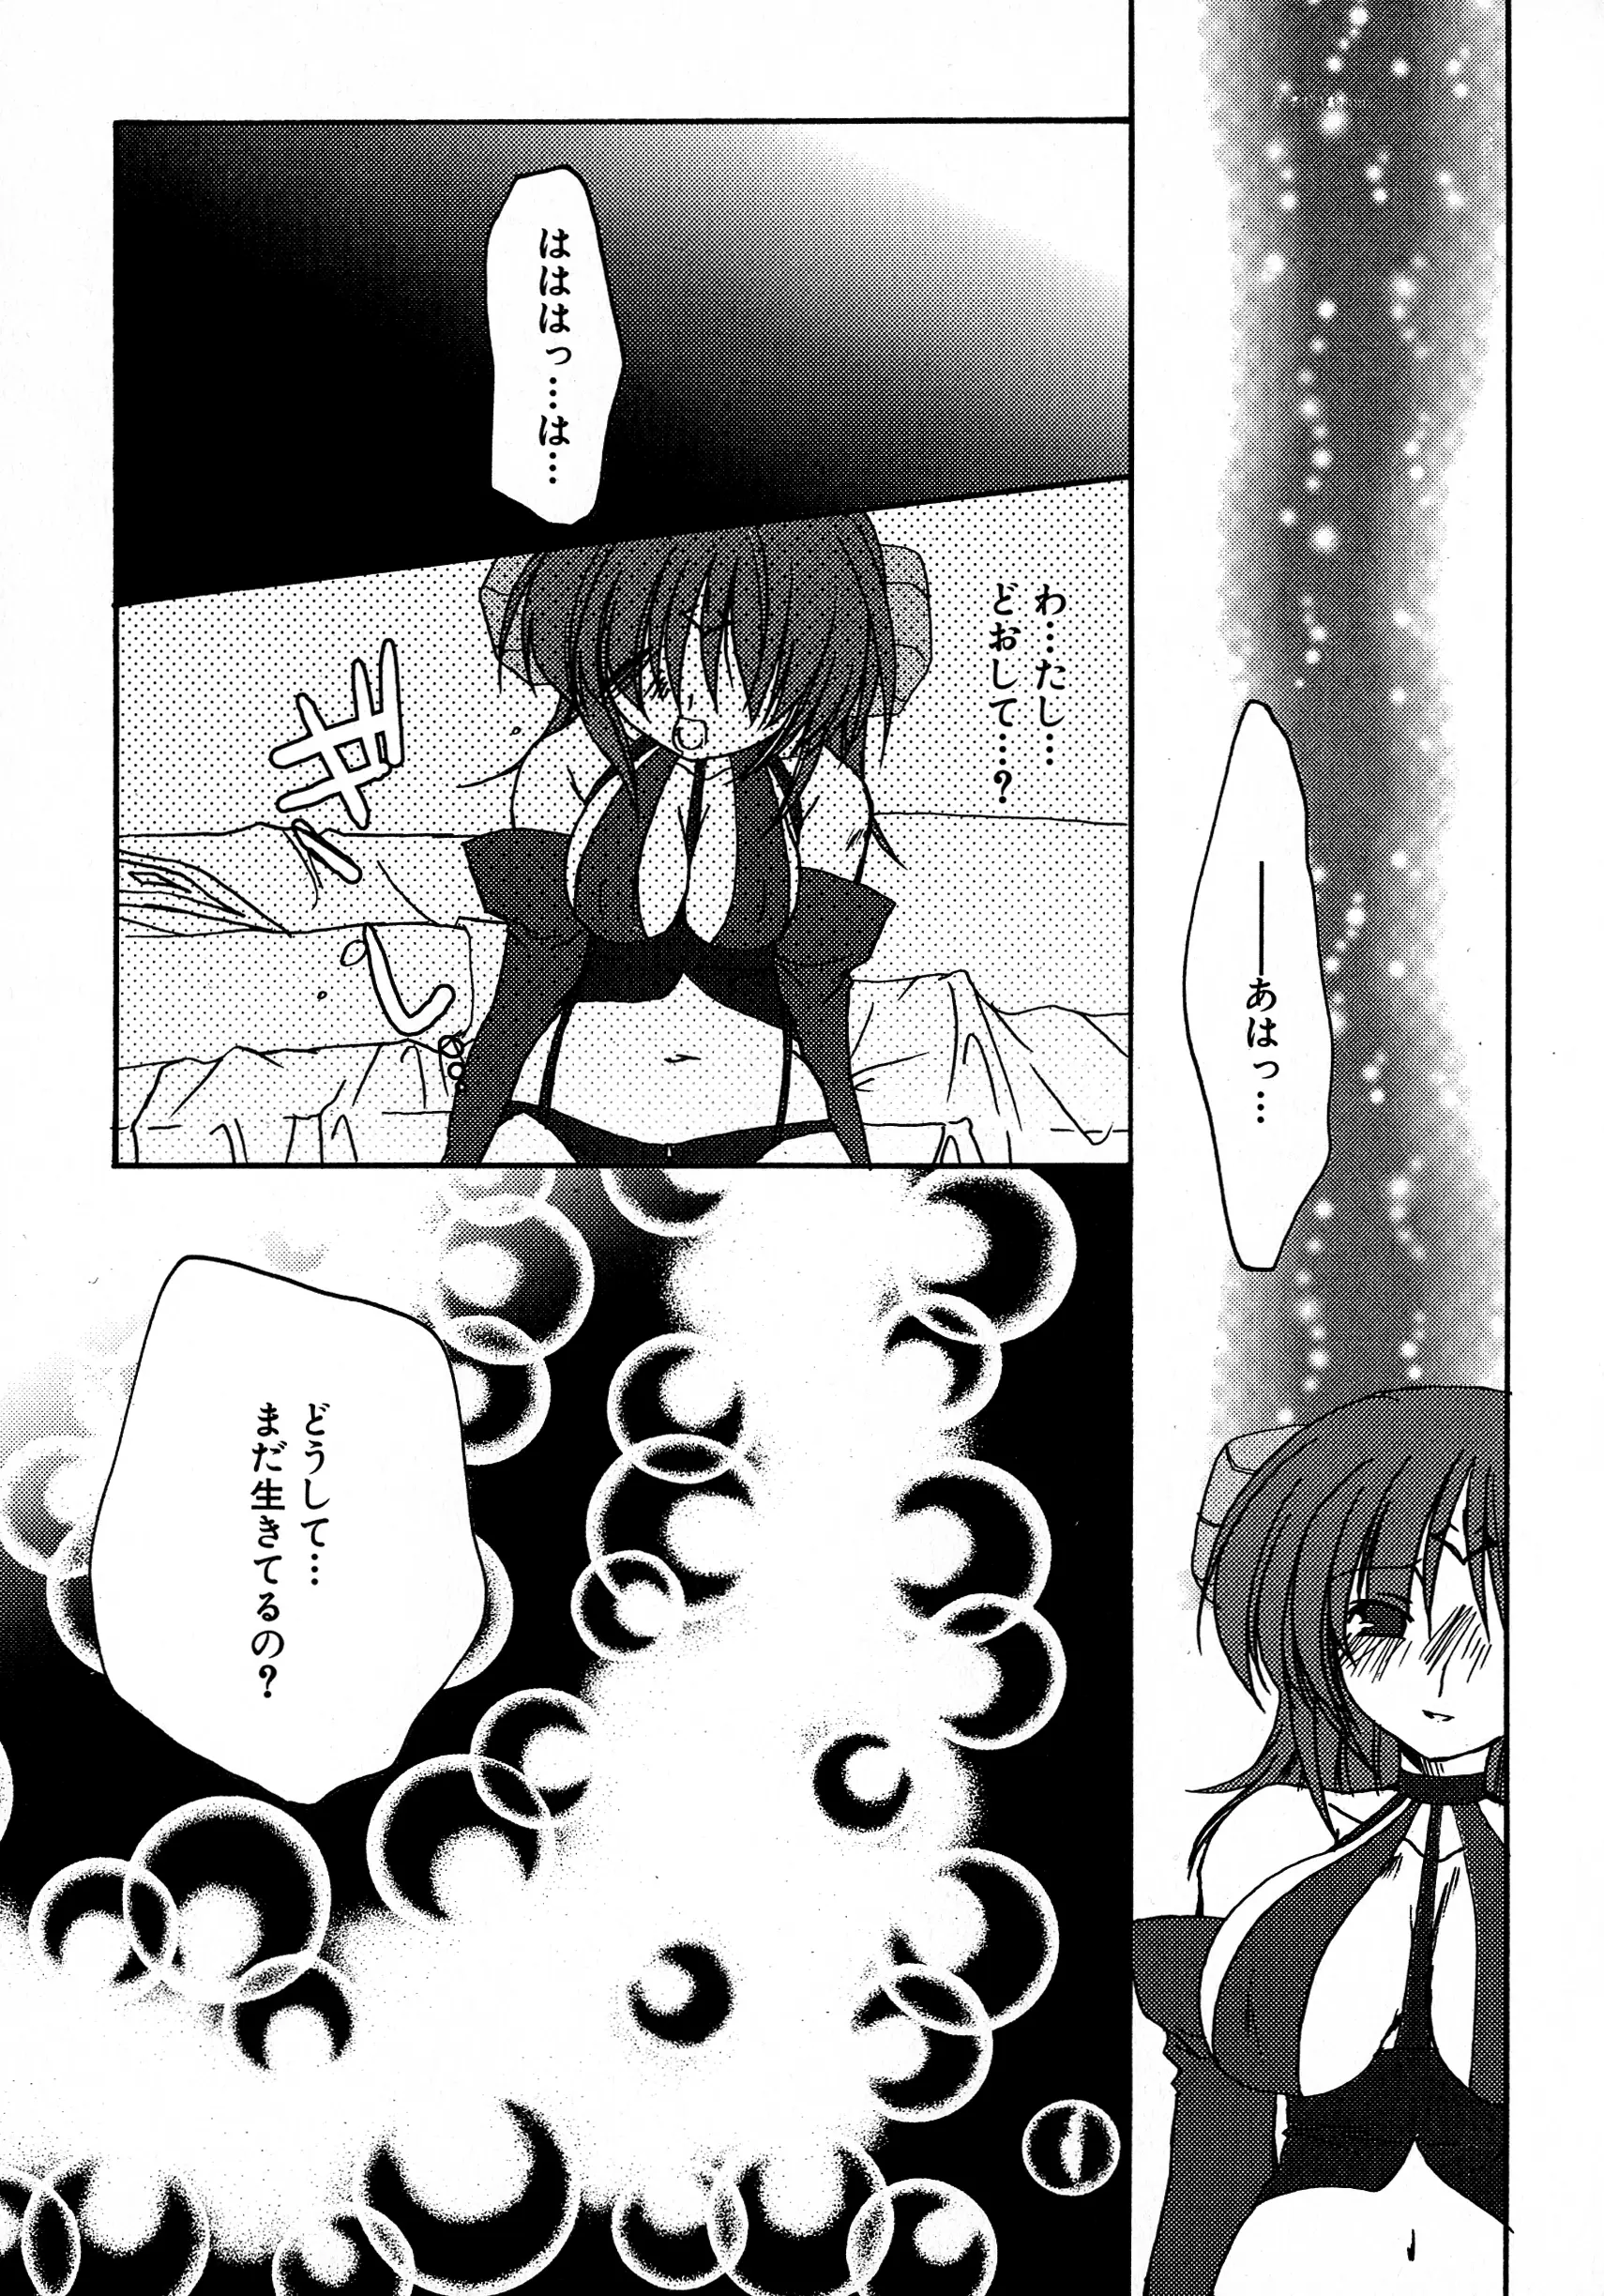 ――あはっ…
はははっ…は…
わ…たし…
どおして…？
ギシ
どうして…
まだ生きてるの？